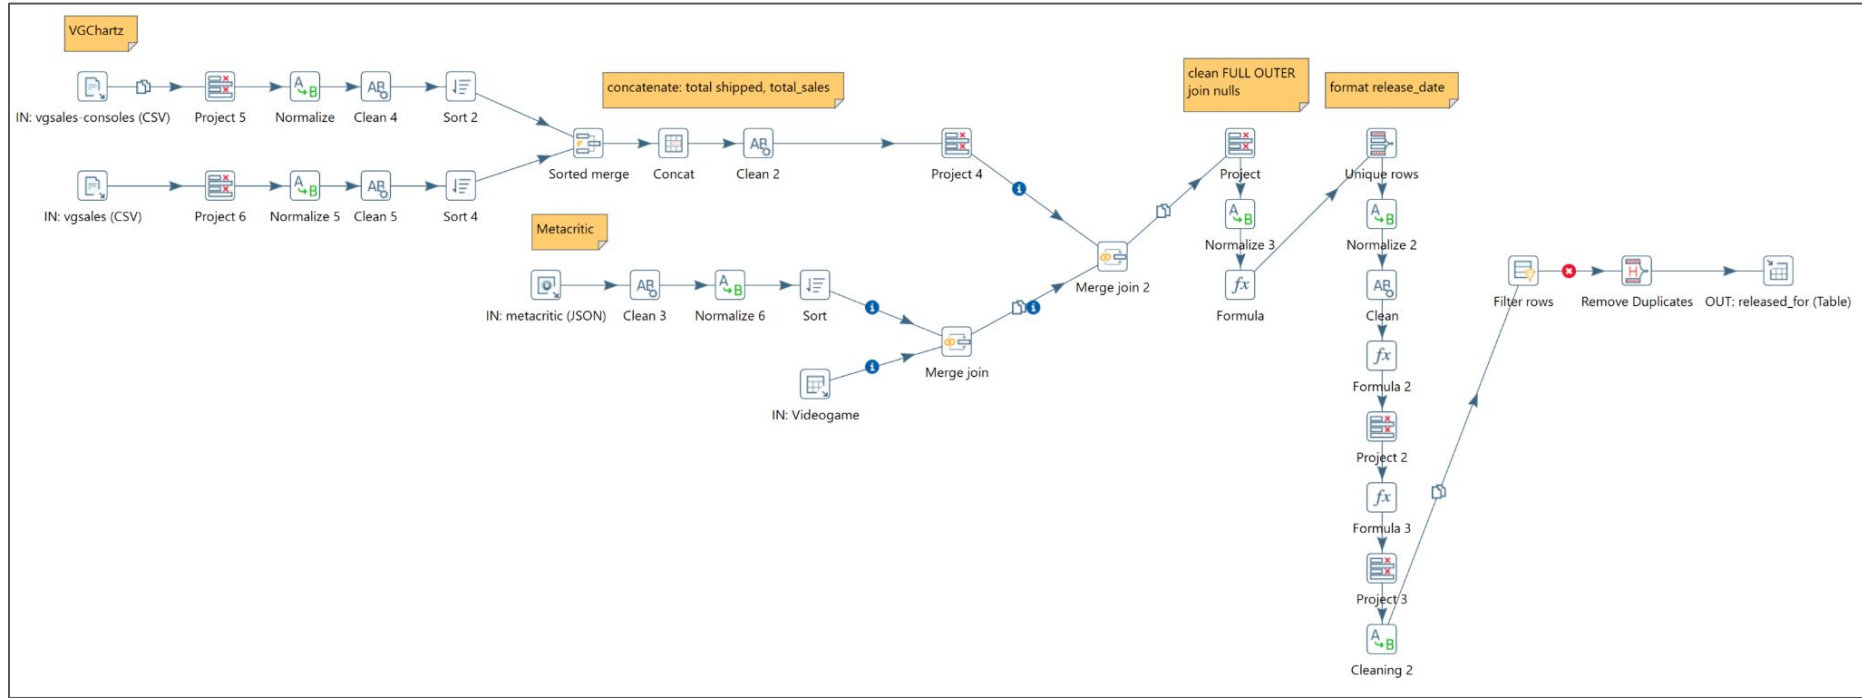 VGChartz
IN: vgsales-consoles (CSV)
Project 5
Normalize
Clean 4
Sort 2
concatenate: total shipped, total_sales
clean FULL OUTER
join nulls
format release_date
Sorted merge
Concat
Clean 2
Project 4
Project
Unique rows
IN: vgsales (CSV)
Project 6
Normalize 5
Clean 5
Sort 4
Metacritic
Normalize 3
Normalize 2
IN: metacritic (JSON)
Clean 3
Normalize 6
Sort
Merge join 2
Formula
Clean
Filter rows
Remove Duplicates
OUT: released_for (Table)
Merge join
IN: Videogame
Formula 2
Project 2
Formula 3
Project 3
Cleaning 2